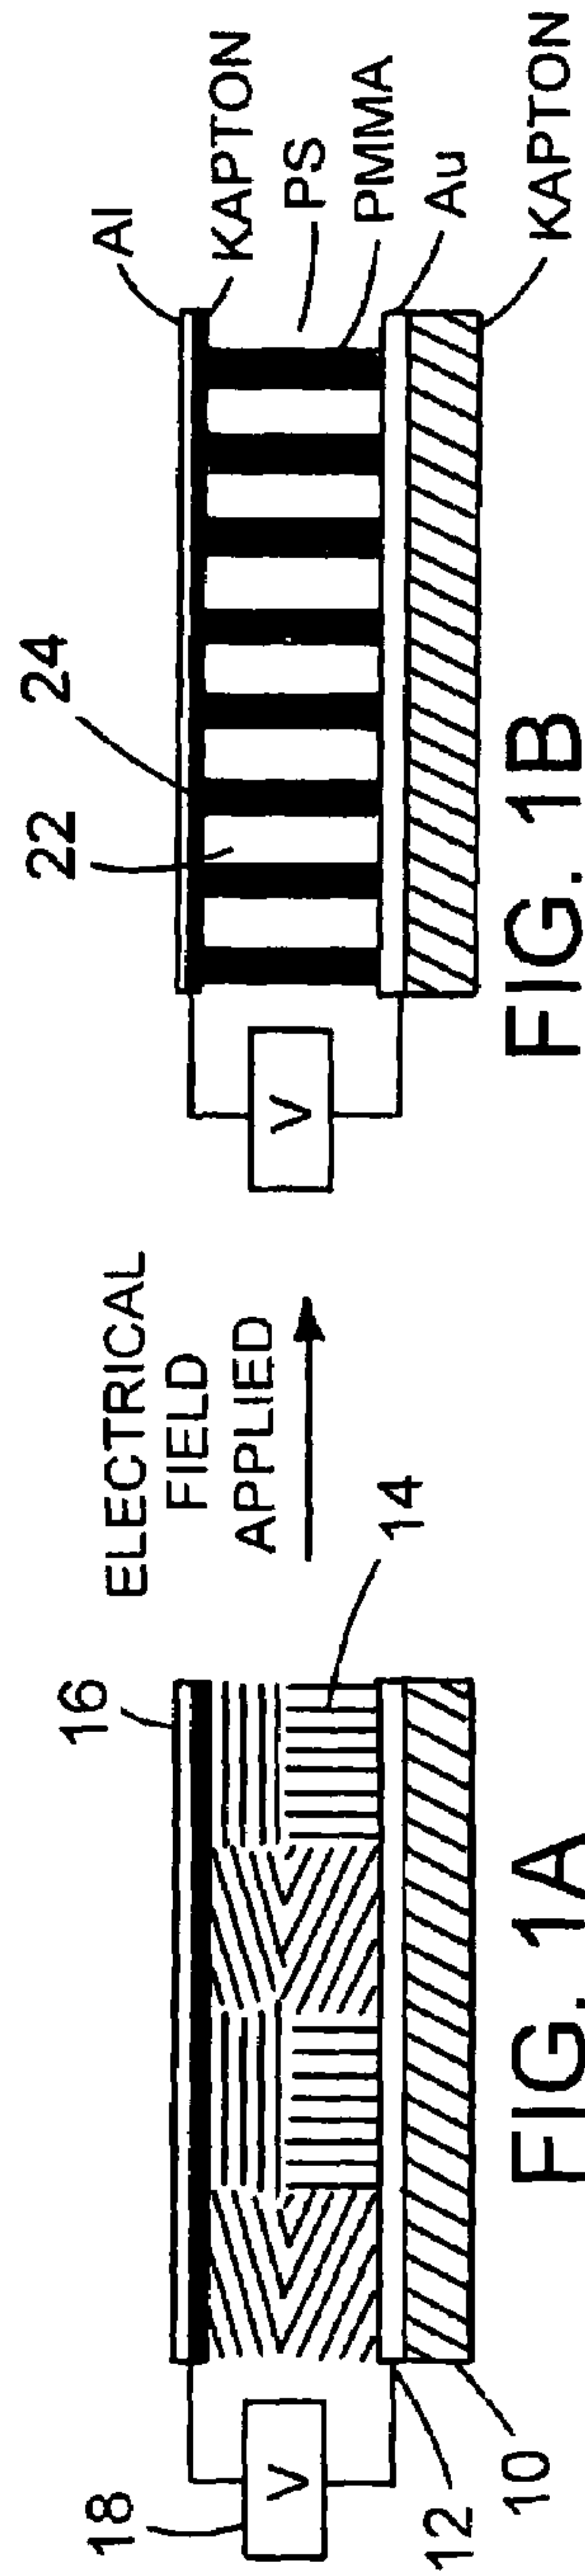 18
V
12
10
16
14
FIG. 1A
ELECTRICAL
FIELD
APPLIED
V
22
24
Al
KAPTON
PS
PMMA
Au
KAPTON
FIG. 1B